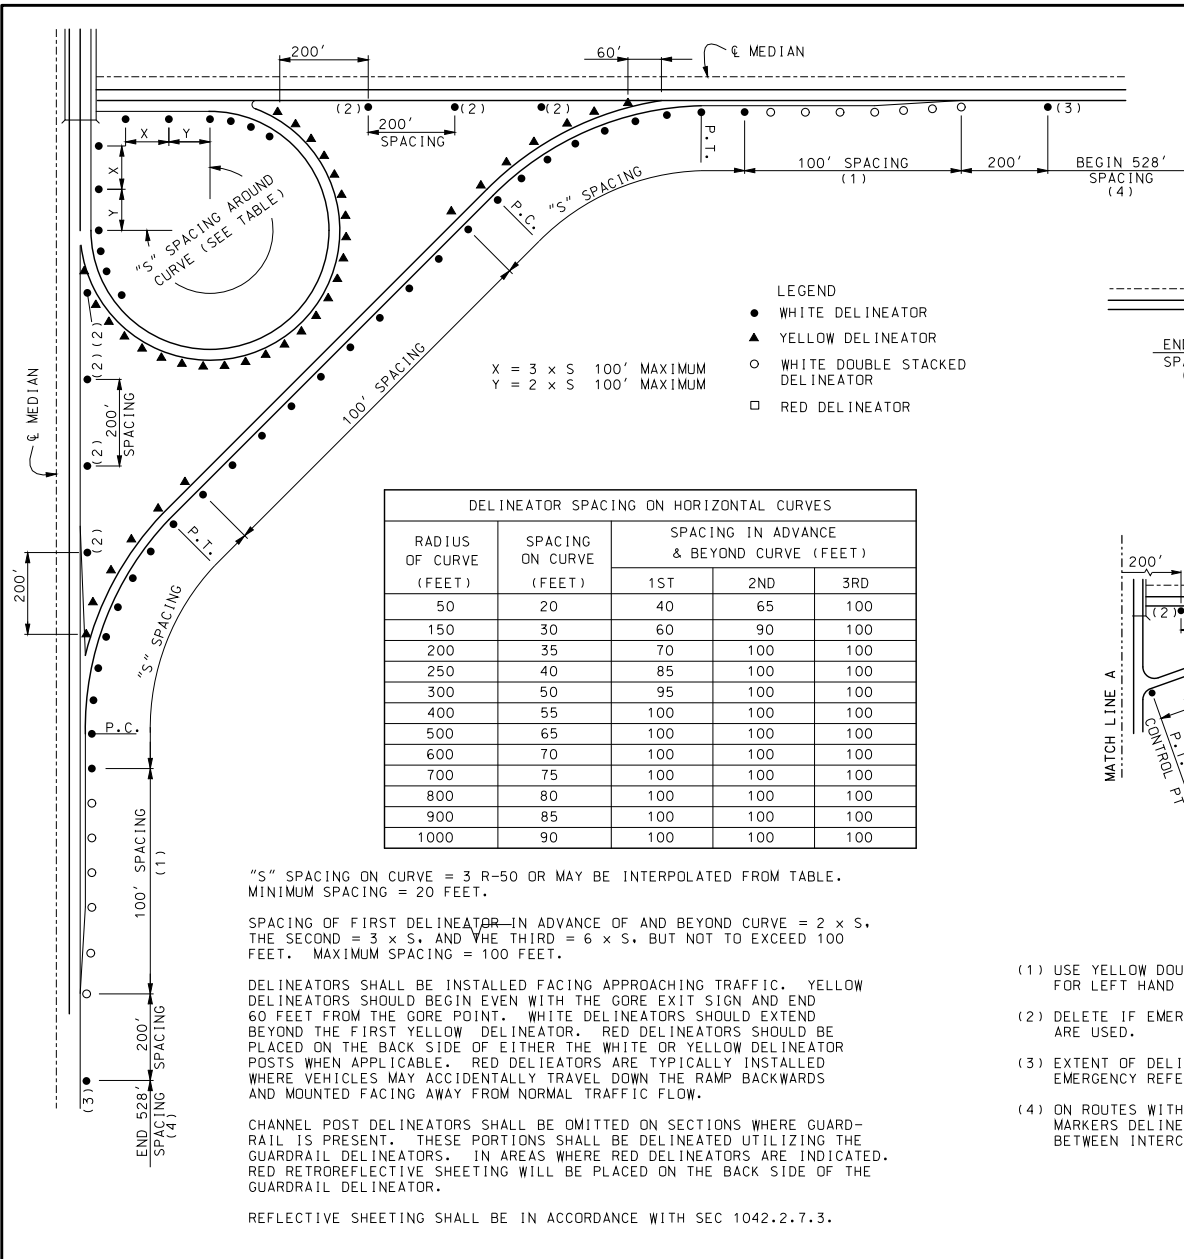 200'
60'
℄ MEDIAN
(2)
(2)
(2)
(3)
200'
SPACING
X
Y
X
Y
"S" SPACING AROUND
CURVE (SEE TABLE)
P.T.
100' SPACING
(1)
200'
BEGIN 528'
SPACING
(4)
"S" SPACING
P.C.
LEGEND
WHITE DELINEATOR
YELLOW DELINEATOR
WHITE DOUBLE STACKED
DELINEATOR
RED DELINEATOR
X = 3 x S 100' MAXIMUM
Y = 2 x S 100' MAXIMUM
(2)
(2)
200'
SPACING
(2)
(2)
℄ MEDIAN
100' SPACING
P.T.
200'
"S" SPACING
P.C.
100' SPACING
(1)
200'
SPACING
(3)
END 528'
SPACING
(4)
DELINEATOR SPACING ON HORIZONTAL CURVES
RADIUS
OF CURVE
(FEET)
SPACING
ON CURVE
(FEET)
SPACING IN ADVANCE
& BEYOND CURVE (FEET)
1ST 2ND 3RD
50 20 40 65 100
150 30 60 90 100
200 35 70 100 100
250 40 85 100 100
300 50 95 100 100
400 55 100 100 100
500 65 100 100 100
600 70 100 100 100
700 75 100 100 100
800 80 100 100 100
900 85 100 100 100
1000 90 100 100 100
"S" SPACING ON CURVE = 3 R-50 OR MAY BE INTERPOLATED FROM TABLE.
MINIMUM SPACING = 20 FEET.
SPACING OF FIRST DELINEATOR IN ADVANCE OF AND BEYOND CURVE = 2 x S,
THE SECOND = 3 x S, AND THE THIRD = 6 x S, BUT NOT TO EXCEED 100
FEET. MAXIMUM SPACING = 100 FEET.
DELINEATORS SHALL BE INSTALLED FACING APPROACHING TRAFFIC. YELLOW
DELINEATORS SHOULD BEGIN EVEN WITH THE GORE EXIT SIGN AND END
60 FEET FROM THE GORE POINT. WHITE DELINEATORS SHOULD EXTEND
BEYOND THE FIRST YELLOW DELINEATOR. RED DELINEATORS SHOULD BE
PLACED ON THE BACK SIDE OF EITHER THE WHITE OR YELLOW DELINEATOR
POSTS WHEN APPLICABLE. RED DELIEATORS ARE TYPICALLY INSTALLED
WHERE VEHICLES MAY ACCIDENTALLY TRAVEL DOWN THE RAMP BACKWARDS
AND MOUNTED FACING AWAY FROM NORMAL TRAFFIC FLOW.
CHANNEL POST DELINEATORS SHALL BE OMITTED ON SECTIONS WHERE GUARD-
RAIL IS PRESENT. THESE PORTIONS SHALL BE DELINEATED UTILIZING THE
GUARDRAIL DELINEATORS. IN AREAS WHERE RED DELINEATORS ARE INDICATED.
RED RETROREFLECTIVE SHEETING WILL BE PLACED ON THE BACK SIDE OF THE
GUARDRAIL DELINEATOR.
REFLECTIVE SHEETING SHALL BE IN ACCORDANCE WITH SEC 1042.2.7.3.
200'
(2)
MATCH LINE A
P.T.
CONTROL PT
(1) USE YELLOW DOU
FOR LEFT HAND
(2) DELETE IF EMER
ARE USED.
(3) EXTENT OF DELI
EMERGENCY REFE
(4) ON ROUTES WITH
MARKERS DELINE
BETWEEN INTERC